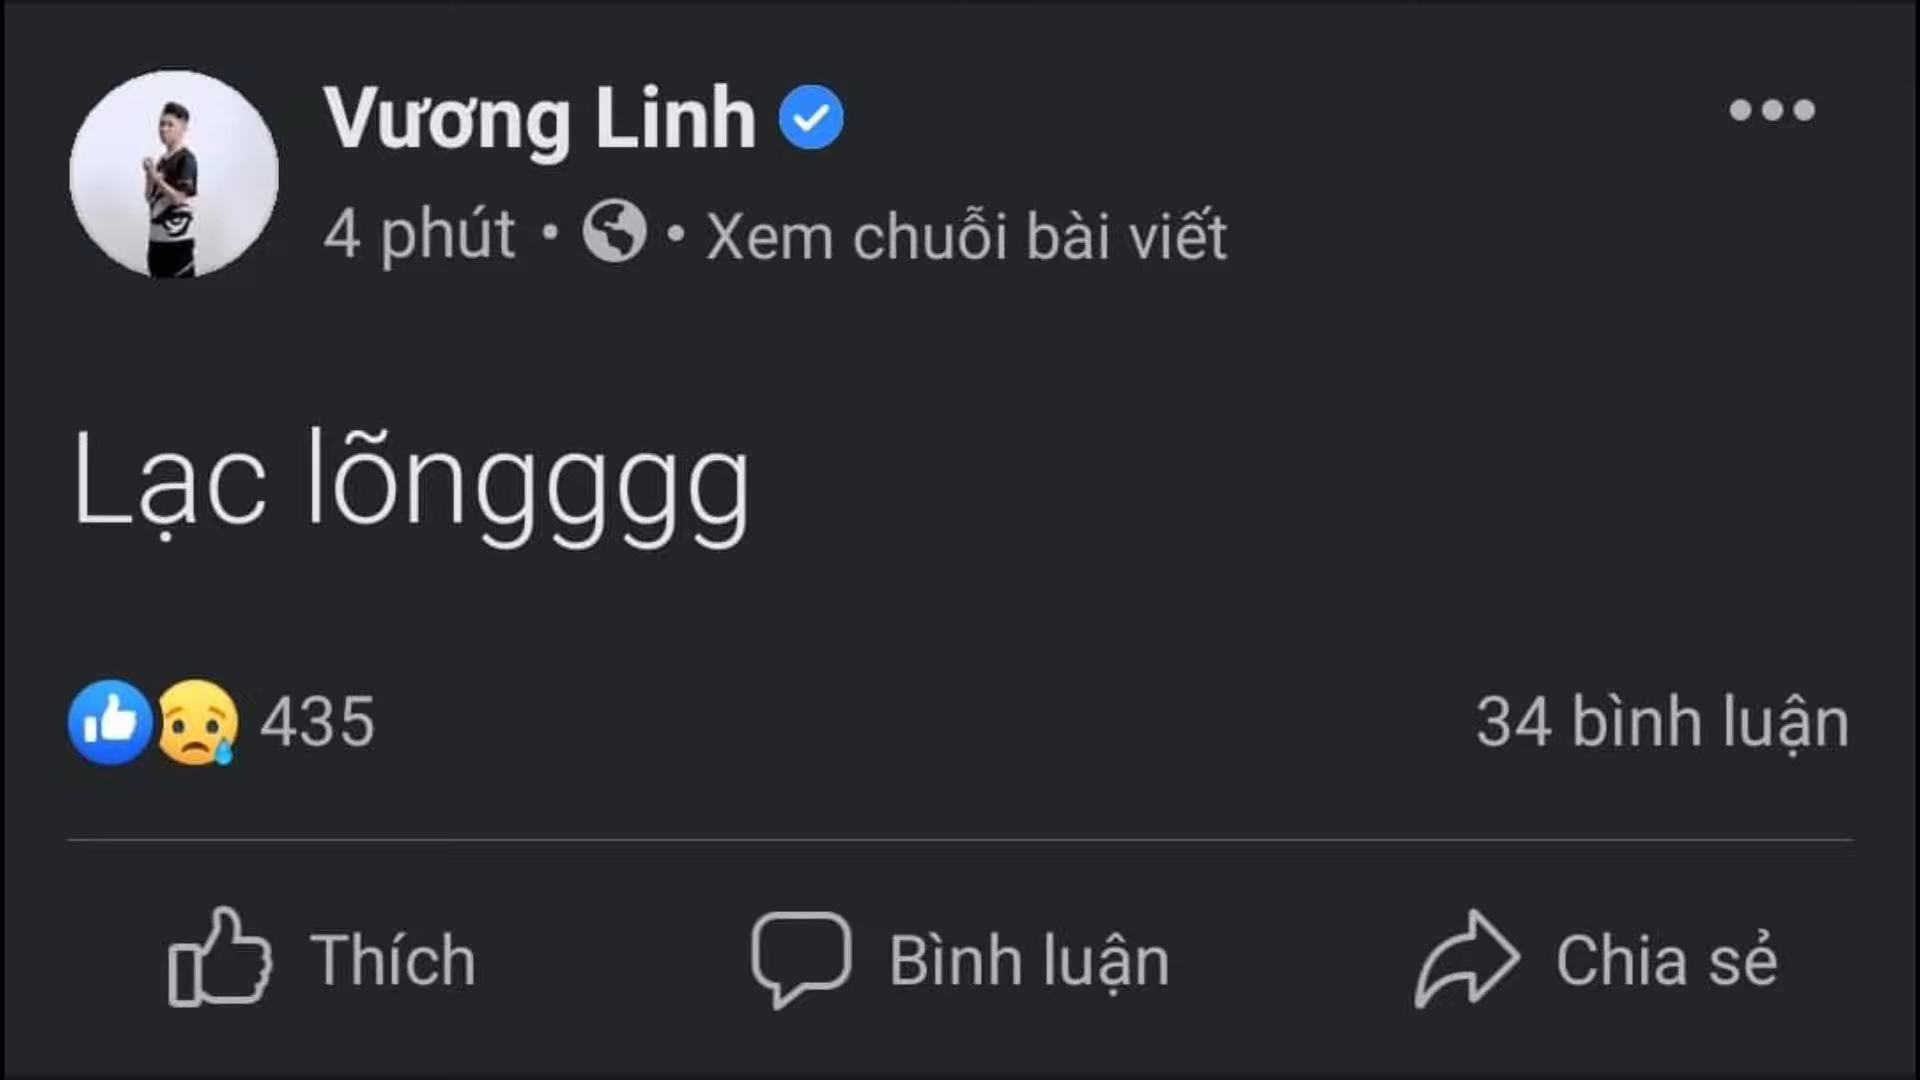 Vương Linh
4 phút • • Xem chuỗi bài viết
Lạc lõngggg
435
34 bình luận
Thích
Bình luận
Chia sẻ